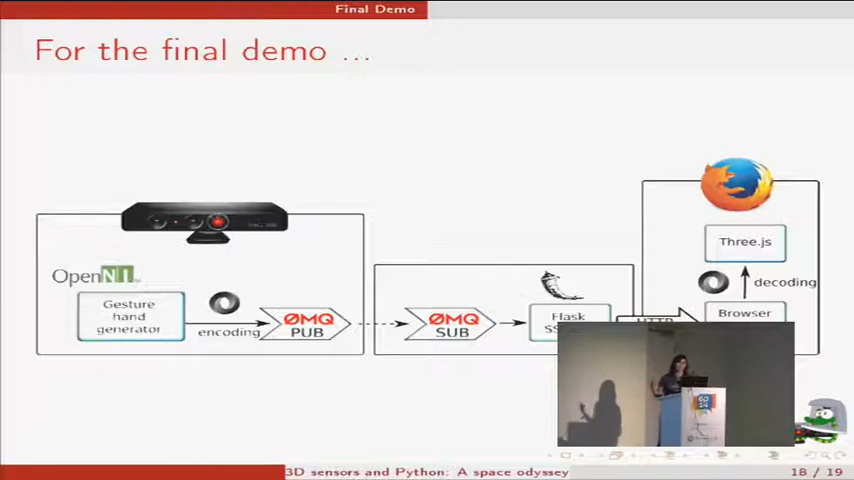 Final Demo
For the final demo ...
OpenNI
Gesture
hand
generator
encoding
ØMQ
PUB
ØMQ
SUB
Flask
HTTP
Three.js
decoding
Browser
3D sensors and Python: A space odyssey
18 / 19